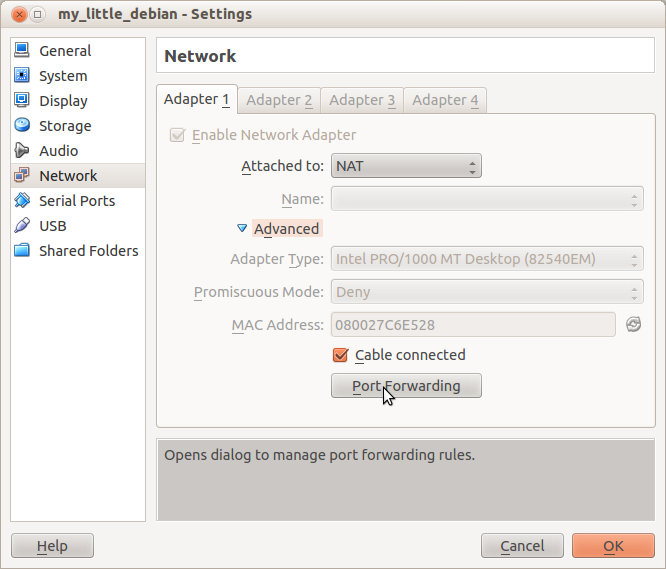 my_little_debian - Settings
General
System
Display
Storage
Audio
Network
Serial Ports
USB
Shared Folders
Network
Adapter 1 Adapter 2 Adapter 3 Adapter 4
Enable Network Adapter
Attached to: NAT
Name:
Advanced
Adapter Type: Intel PRO/1000 MT Desktop (82540EM)
Promiscuous Mode: Deny
MAC Address: 080027C6E528
Cable connected
Port Forwarding
Opens dialog to manage port forwarding rules.
Help Cancel OK